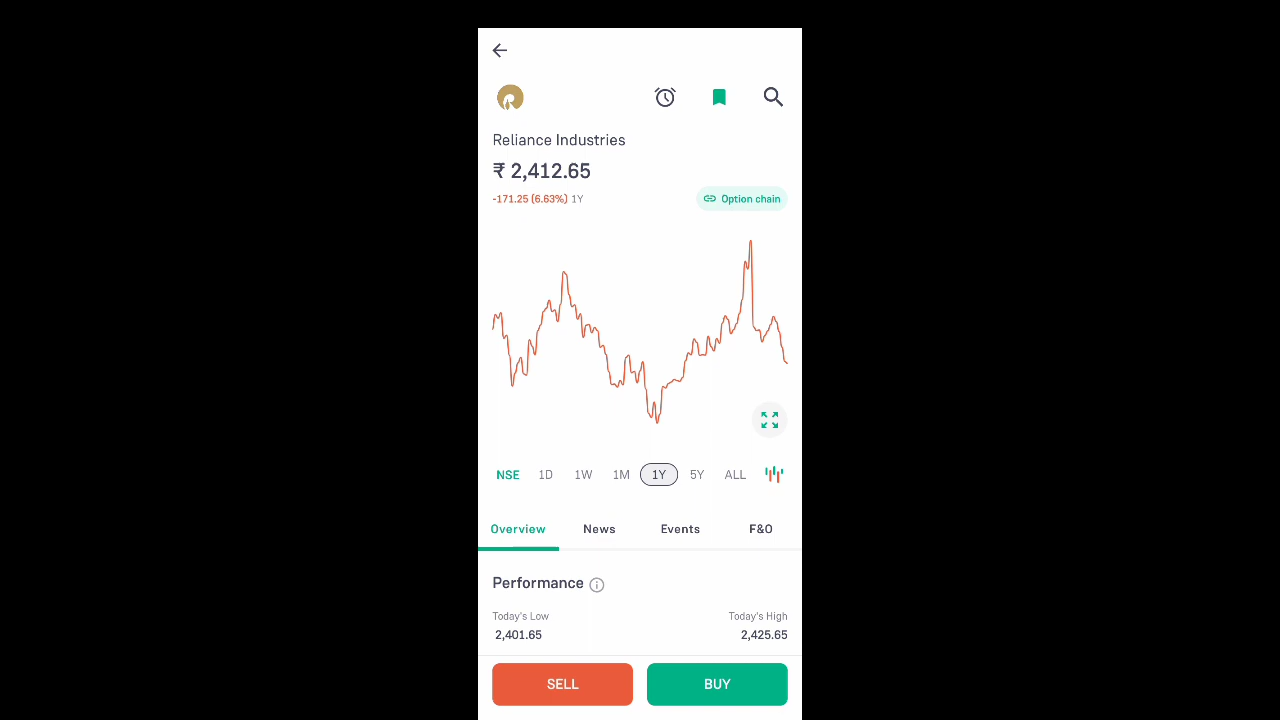 Reliance Industries
₹ 2,412.65
-171.25 (6.63%) 1Y
Option chain
NSE 1D 1W 1M 1Y 5Y ALL
Overview News Events F&O
Performance
Today's Low Today's High
2,401.65 2,425.65
SELL BUY